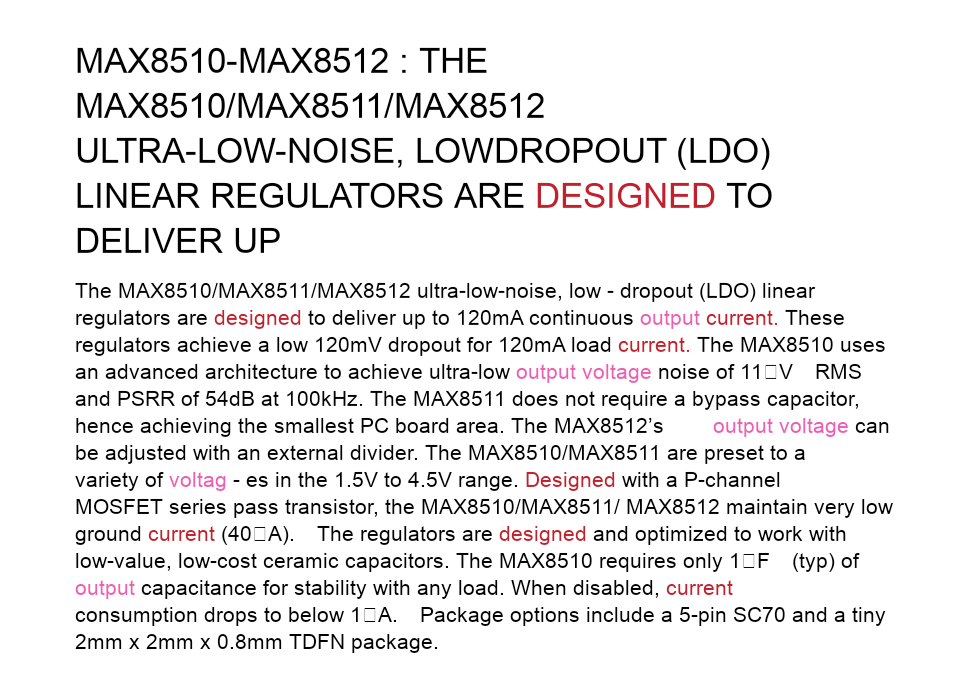 MAX8510-MAX8512 : THE
MAX8510/MAX8511/MAX8512
ULTRA-LOW-NOISE, LOWDROPOUT (LDO)
LINEAR REGULATORS ARE DESIGNED TO
DELIVER UP
The MAX8510/MAX8511/MAX8512 ultra-low-noise, low - dropout (LDO) linear
regulators are designed to deliver up to 120mA continuous output current. These
regulators achieve a low 120mV dropout for 120mA load current. The MAX8510 uses
an advanced architecture to achieve ultra-low output voltage noise of 11□V RMS
and PSRR of 54dB at 100kHz. The MAX8511 does not require a bypass capacitor,
hence achieving the smallest PC board area. The MAX8512’s output voltage can
be adjusted with an external divider. The MAX8510/MAX8511 are preset to a
variety of voltag - es in the 1.5V to 4.5V range. Designed with a P-channel
MOSFET series pass transistor, the MAX8510/MAX8511/ MAX8512 maintain very low
ground current (40□A). The regulators are designed and optimized to work with
low-value, low-cost ceramic capacitors. The MAX8510 requires only 1□F (typ) of
output capacitance for stability with any load. When disabled, current
consumption drops to below 1□A. Package options include a 5-pin SC70 and a tiny
2mm x 2mm x 0.8mm TDFN package.